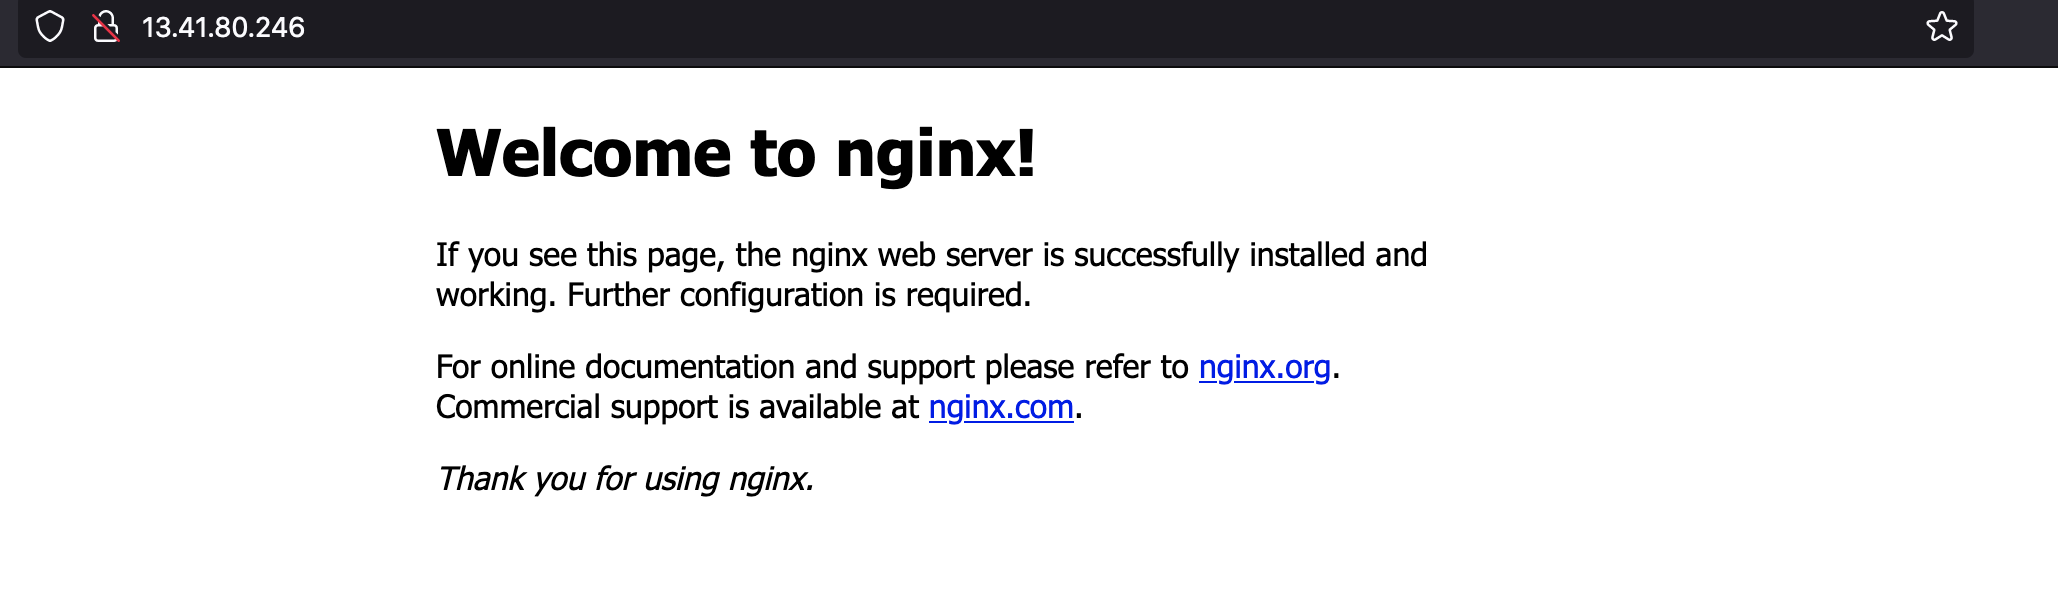 13.41.80.246
Welcome to nginx!
If you see this page, the nginx web server is successfully installed and
working. Further configuration is required.
For online documentation and support please refer to nginx.org.
Commercial support is available at nginx.com.
Thank you for using nginx.